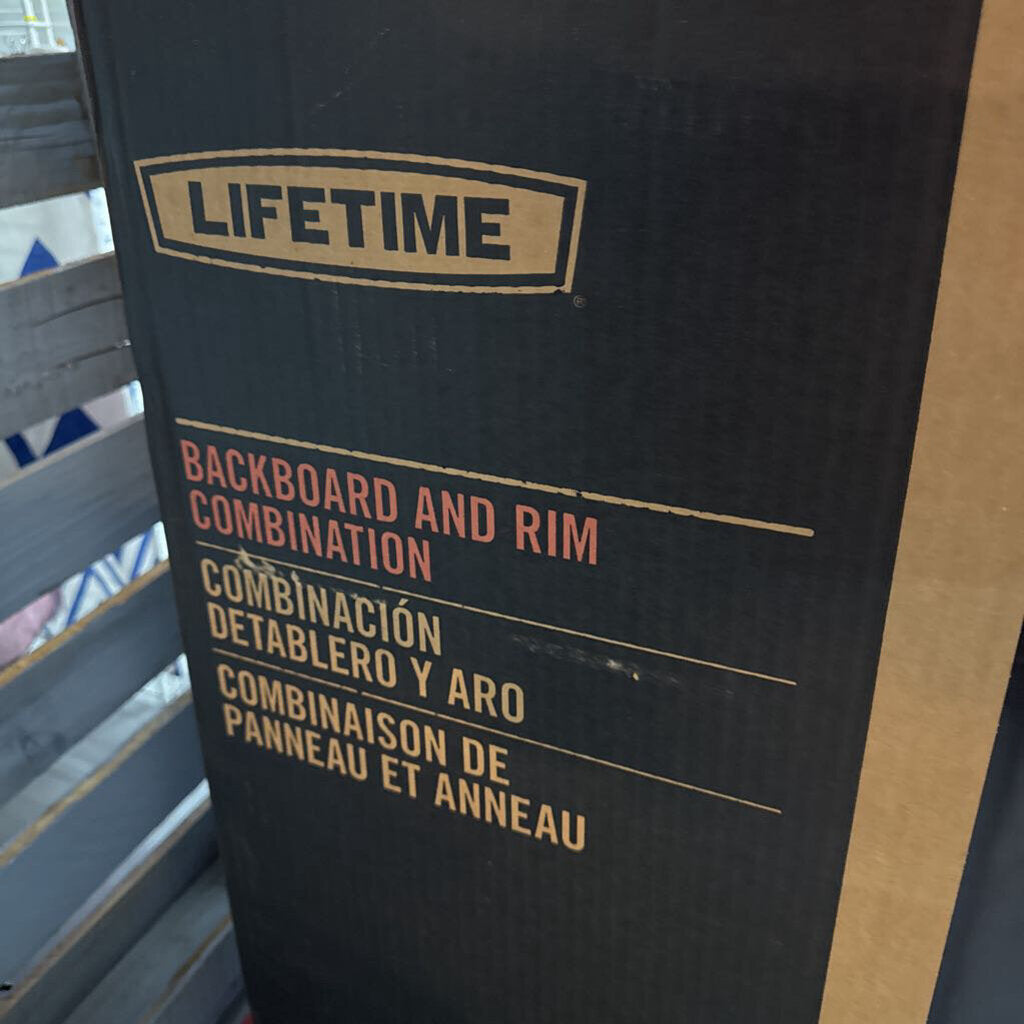 LIFETIME
®
BACKBOARD AND RIM
COMBINATION
COMBINACIÓN
DETABLERO Y ARO
COMBINAISON DE
PANNEAU ET ANNEAU